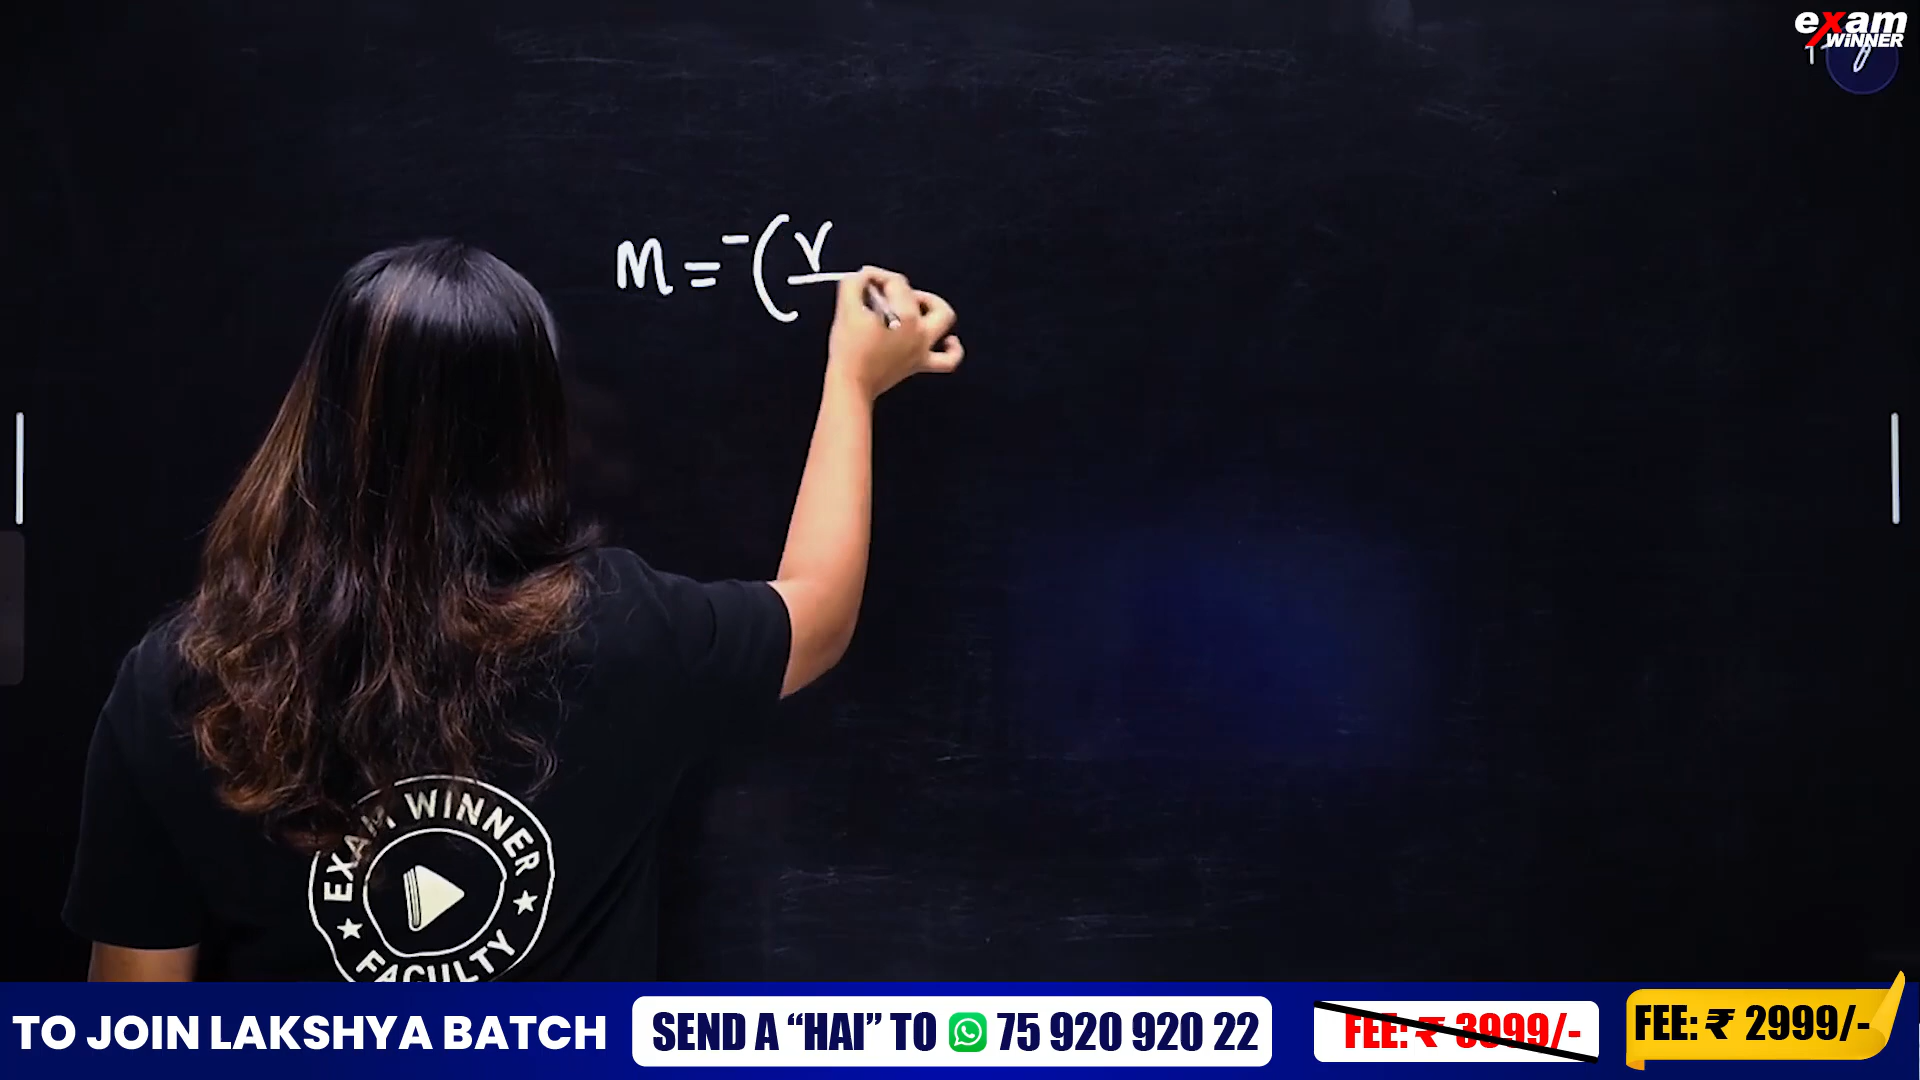 exam
WiNNER
m = -(v
EXAM WINNER
FACULTY
TO JOIN LAKSHYA BATCH
SEND A “HAI” TO 75 920 920 22
FEE: ₹ 3999/-
FEE: ₹ 2999/-